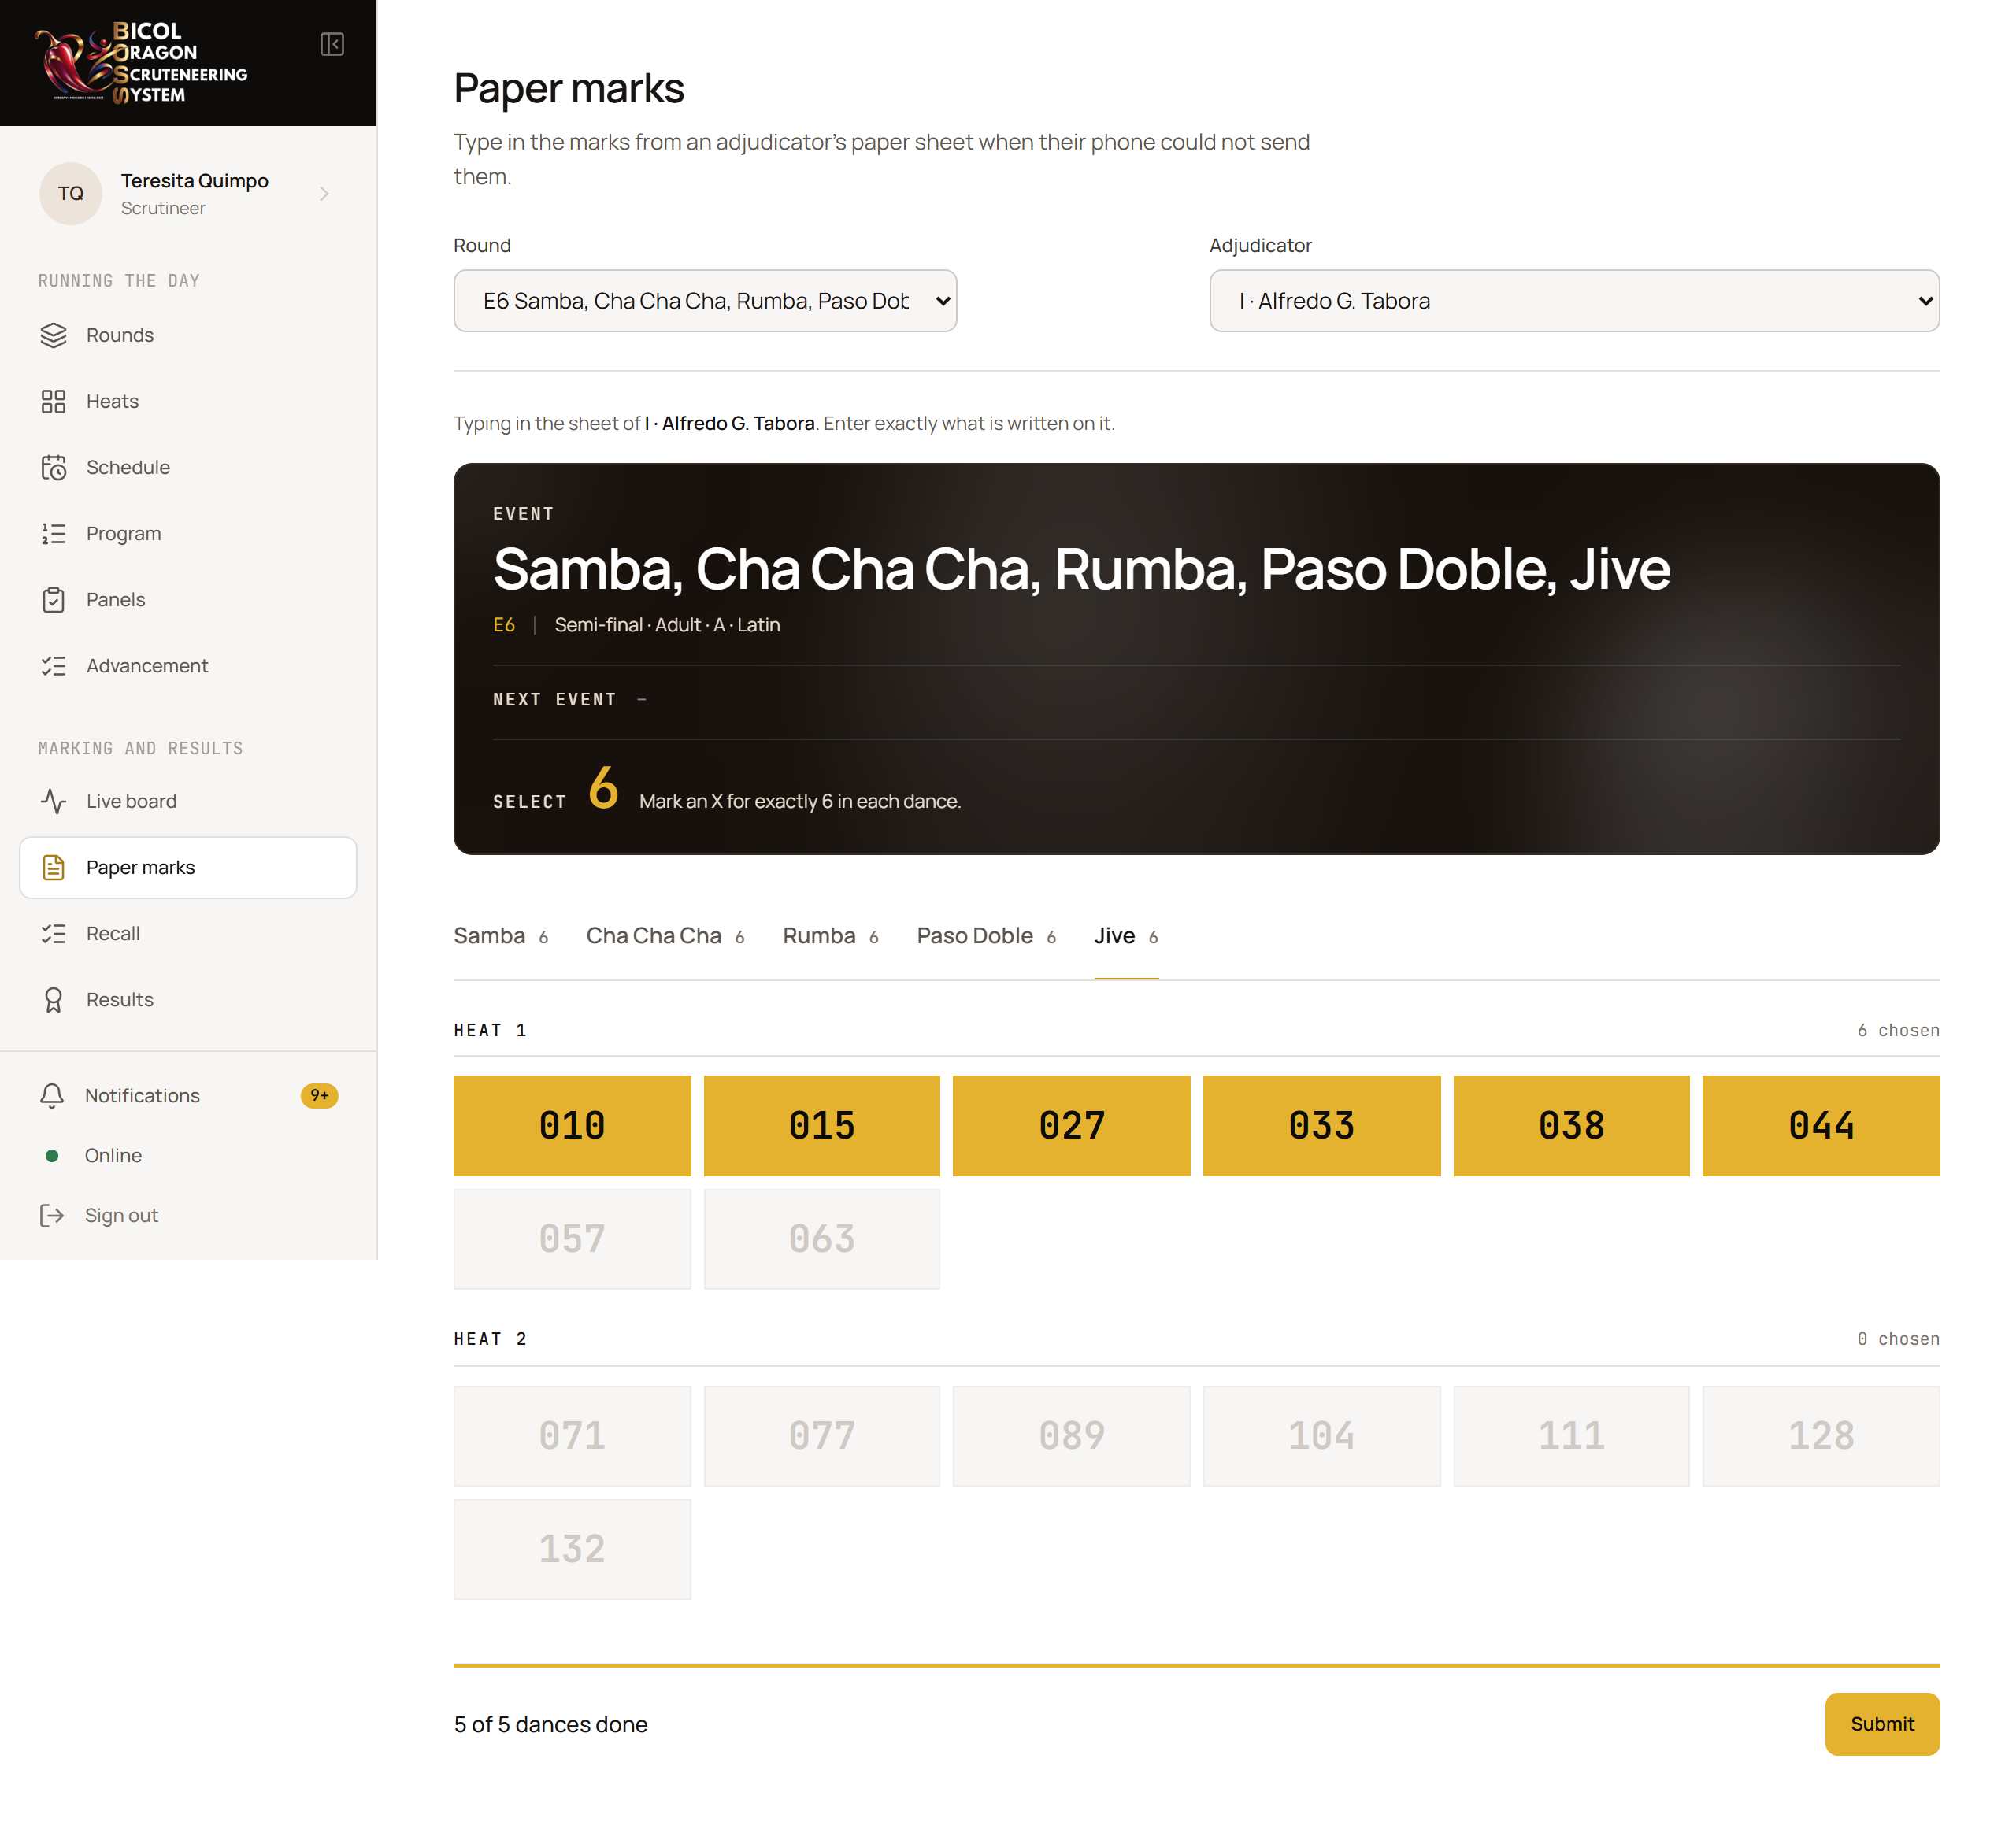 BICOL
ORAGON
SCRUTENEERING
SYSTEM
TQ
Teresita Quimpo
Scrutineer
RUNNING THE DAY
Rounds
Heats
Schedule
Program
Panels
Advancement
MARKING AND RESULTS
Live board
Paper marks
Recall
Results
Notifications 9+
Online
Sign out
Paper marks
Type in the marks from an adjudicator's paper sheet when their phone could not send
them.
Round
E6 Samba, Cha Cha Cha, Rumba, Paso Dob
Adjudicator
I · Alfredo G. Tabora
Typing in the sheet of I · Alfredo G. Tabora. Enter exactly what is written on it.
EVENT
Samba, Cha Cha Cha, Rumba, Paso Doble, Jive
E6 | Semi-final · Adult · A · Latin
NEXT EVENT –
SELECT 6 Mark an X for exactly 6 in each dance.
Samba 6 Cha Cha Cha 6 Rumba 6 Paso Doble 6 Jive 6
HEAT 1 6 chosen
010 015 027 033 038 044
057 063
HEAT 2 0 chosen
071 077 089 104 111 128
132
5 of 5 dances done
Submit